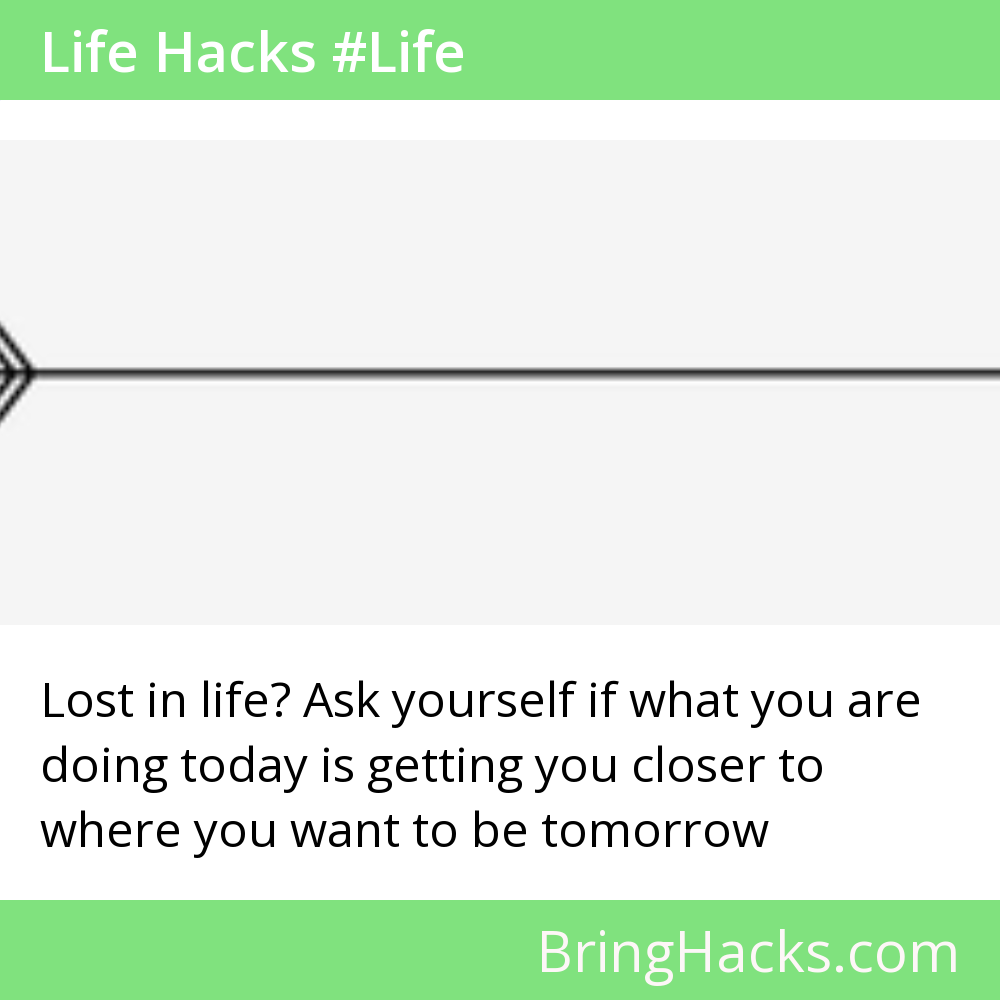 Life Hacks #Life
Lost in life? Ask yourself if what you are
doing today is getting you closer to
where you want to be tomorrow
BringHacks.com